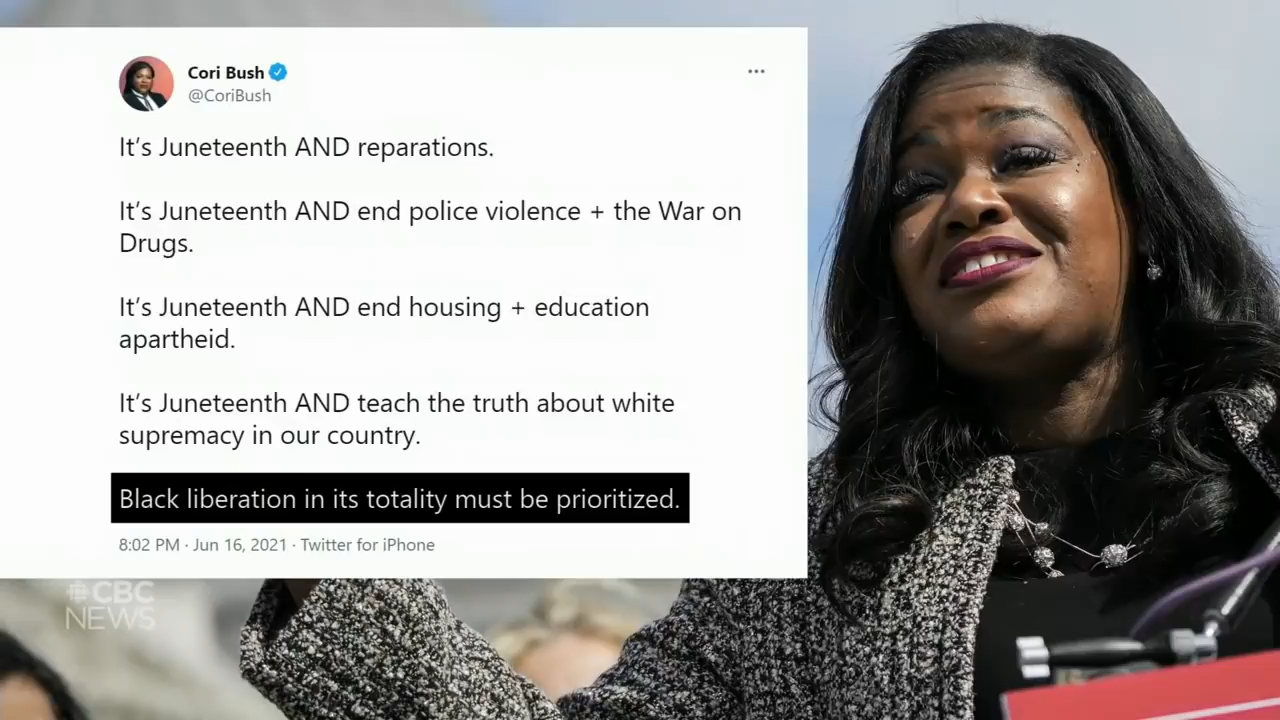 Cori Bush
@CoriBush
It’s Juneteenth AND reparations.
It’s Juneteenth AND end police violence + the War on
Drugs.
It’s Juneteenth AND end housing + education
apartheid.
It’s Juneteenth AND teach the truth about white
supremacy in our country.
Black liberation in its totality must be prioritized.
8:02 PM · Jun 16, 2021 · Twitter for iPhone
CBC
NEWS